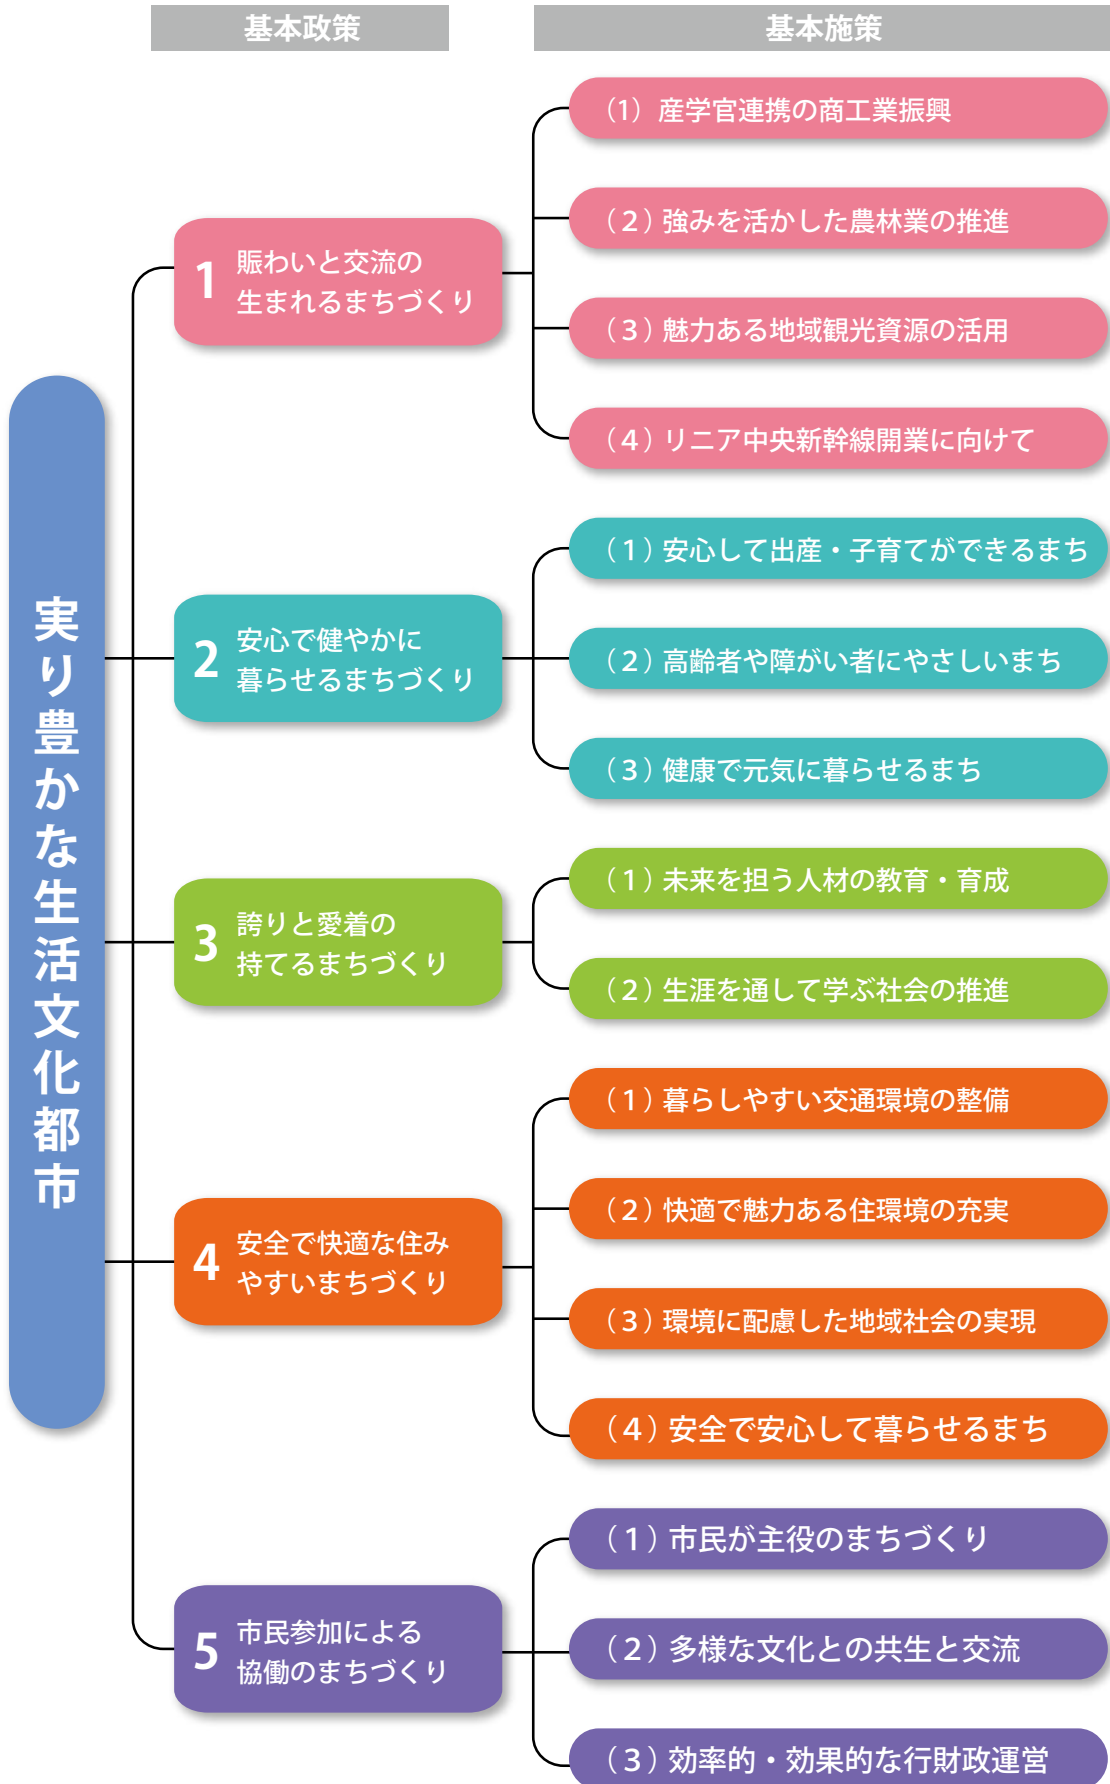 基本政策
基本施策
実り豊かな生活文化都市
1 賑わいと交流の
生まれるまちづくり
(1) 産学官連携の商工業振興
(2) 強みを活かした農林業の推進
(3) 魅力ある地域観光資源の活用
(4) リニア中央新幹線開業に向けて
2 安心で健やかに
暮らせるまちづくり
(1) 安心して出産・子育てができるまち
(2) 高齢者や障がい者にやさしいまち
(3) 健康で元気に暮らせるまち
3 誇りと愛着の
持てるまちづくり
(1) 未来を担う人材の教育・育成
(2) 生涯を通して学ぶ社会の推進
4 安全で快適な住み
やすいまちづくり
(1) 暮らしやすい交通環境の整備
(2) 快適で魅力ある住環境の充実
(3) 環境に配慮した地域社会の実現
(4) 安全で安心して暮らせるまち
5 市民参加による
協働のまちづくり
(1) 市民が主役のまちづくり
(2) 多様な文化との共生と交流
(3) 効率的・効果的な行財政運営